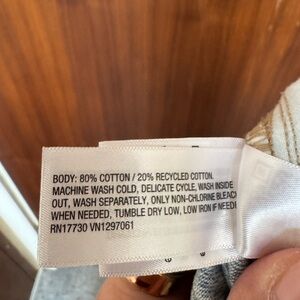 BODY: 80% COTTON / 20% RECYCLED COTTON.
MACHINE WASH COLD, DELICATE CYCLE, WASH INSIDE
OUT, WASH SEPARATELY, ONLY NON-CHLORINE BLEACH
WHEN NEEDED, TUMBLE DRY LOW, LOW IRON IF NEEDE
RN17730 VN1297061